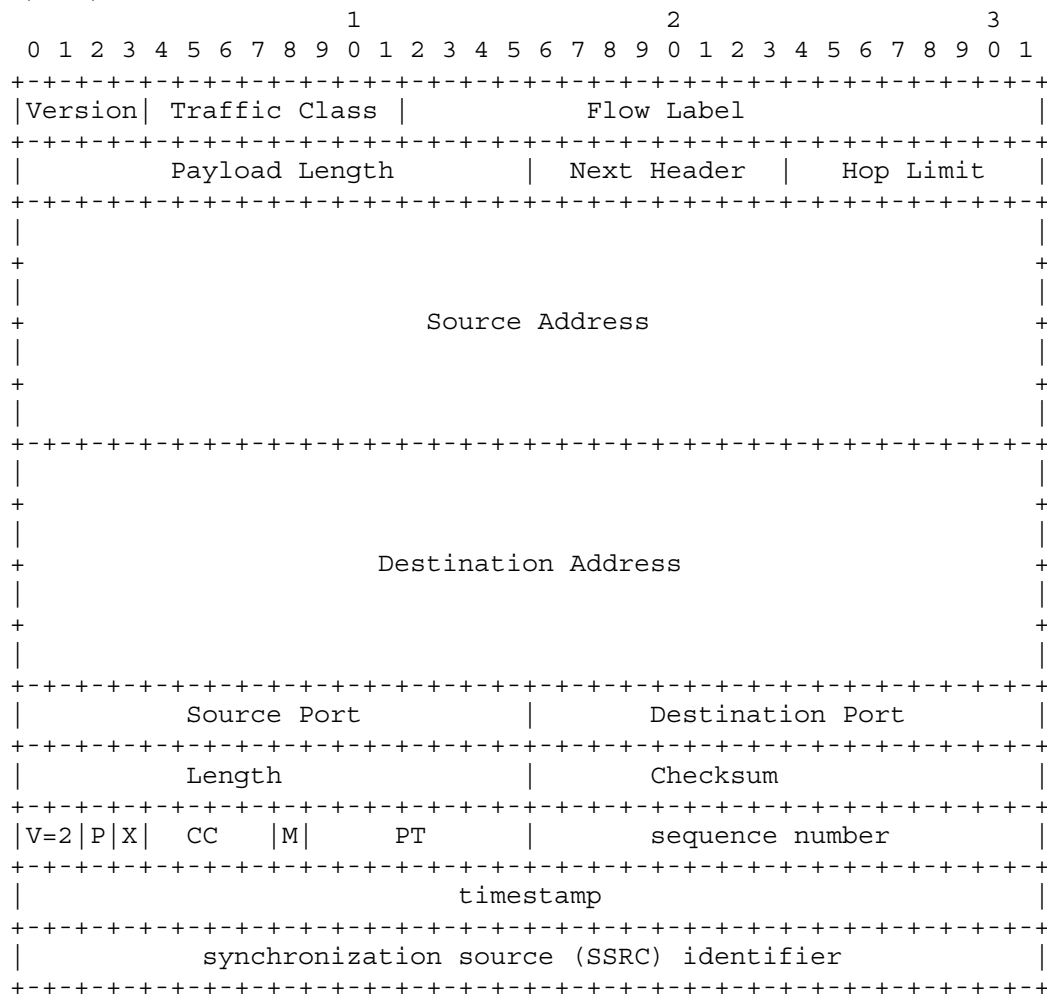 1                   2                   3
 0 1 2 3 4 5 6 7 8 9 0 1 2 3 4 5 6 7 8 9 0 1 2 3 4 5 6 7 8 9 0 1
+-+-+-+-+-+-+-+-+-+-+-+-+-+-+-+-+-+-+-+-+-+-+-+-+-+-+-+-+-+-+-+-+
|Version| Traffic Class |           Flow Label                  |
+-+-+-+-+-+-+-+-+-+-+-+-+-+-+-+-+-+-+-+-+-+-+-+-+-+-+-+-+-+-+-+-+
|         Payload Length        |  Next Header  |   Hop Limit   |
+-+-+-+-+-+-+-+-+-+-+-+-+-+-+-+-+-+-+-+-+-+-+-+-+-+-+-+-+-+-+-+-+
|                                                               |
+                                                               +
|                                                               |
+                         Source Address                        +
|                                                               |
+                                                               +
|                                                               |
+-+-+-+-+-+-+-+-+-+-+-+-+-+-+-+-+-+-+-+-+-+-+-+-+-+-+-+-+-+-+-+-+
|                                                               |
+                                                               +
|                                                               |
+                      Destination Address                      +
|                                                               |
+                                                               +
|                                                               |
+-+-+-+-+-+-+-+-+-+-+-+-+-+-+-+-+-+-+-+-+-+-+-+-+-+-+-+-+-+-+-+-+
|          Source Port          |       Destination Port        |
+-+-+-+-+-+-+-+-+-+-+-+-+-+-+-+-+-+-+-+-+-+-+-+-+-+-+-+-+-+-+-+-+
|          Length               |       Checksum                |
+-+-+-+-+-+-+-+-+-+-+-+-+-+-+-+-+-+-+-+-+-+-+-+-+-+-+-+-+-+-+-+-+
|V=2|P|X|  CC   |M|     PT      |       sequence number         |
+-+-+-+-+-+-+-+-+-+-+-+-+-+-+-+-+-+-+-+-+-+-+-+-+-+-+-+-+-+-+-+-+
|                           timestamp                           |
+-+-+-+-+-+-+-+-+-+-+-+-+-+-+-+-+-+-+-+-+-+-+-+-+-+-+-+-+-+-+-+-+
|           synchronization source (SSRC) identifier            |
+-+-+-+-+-+-+-+-+-+-+-+-+-+-+-+-+-+-+-+-+-+-+-+-+-+-+-+-+-+-+-+-+